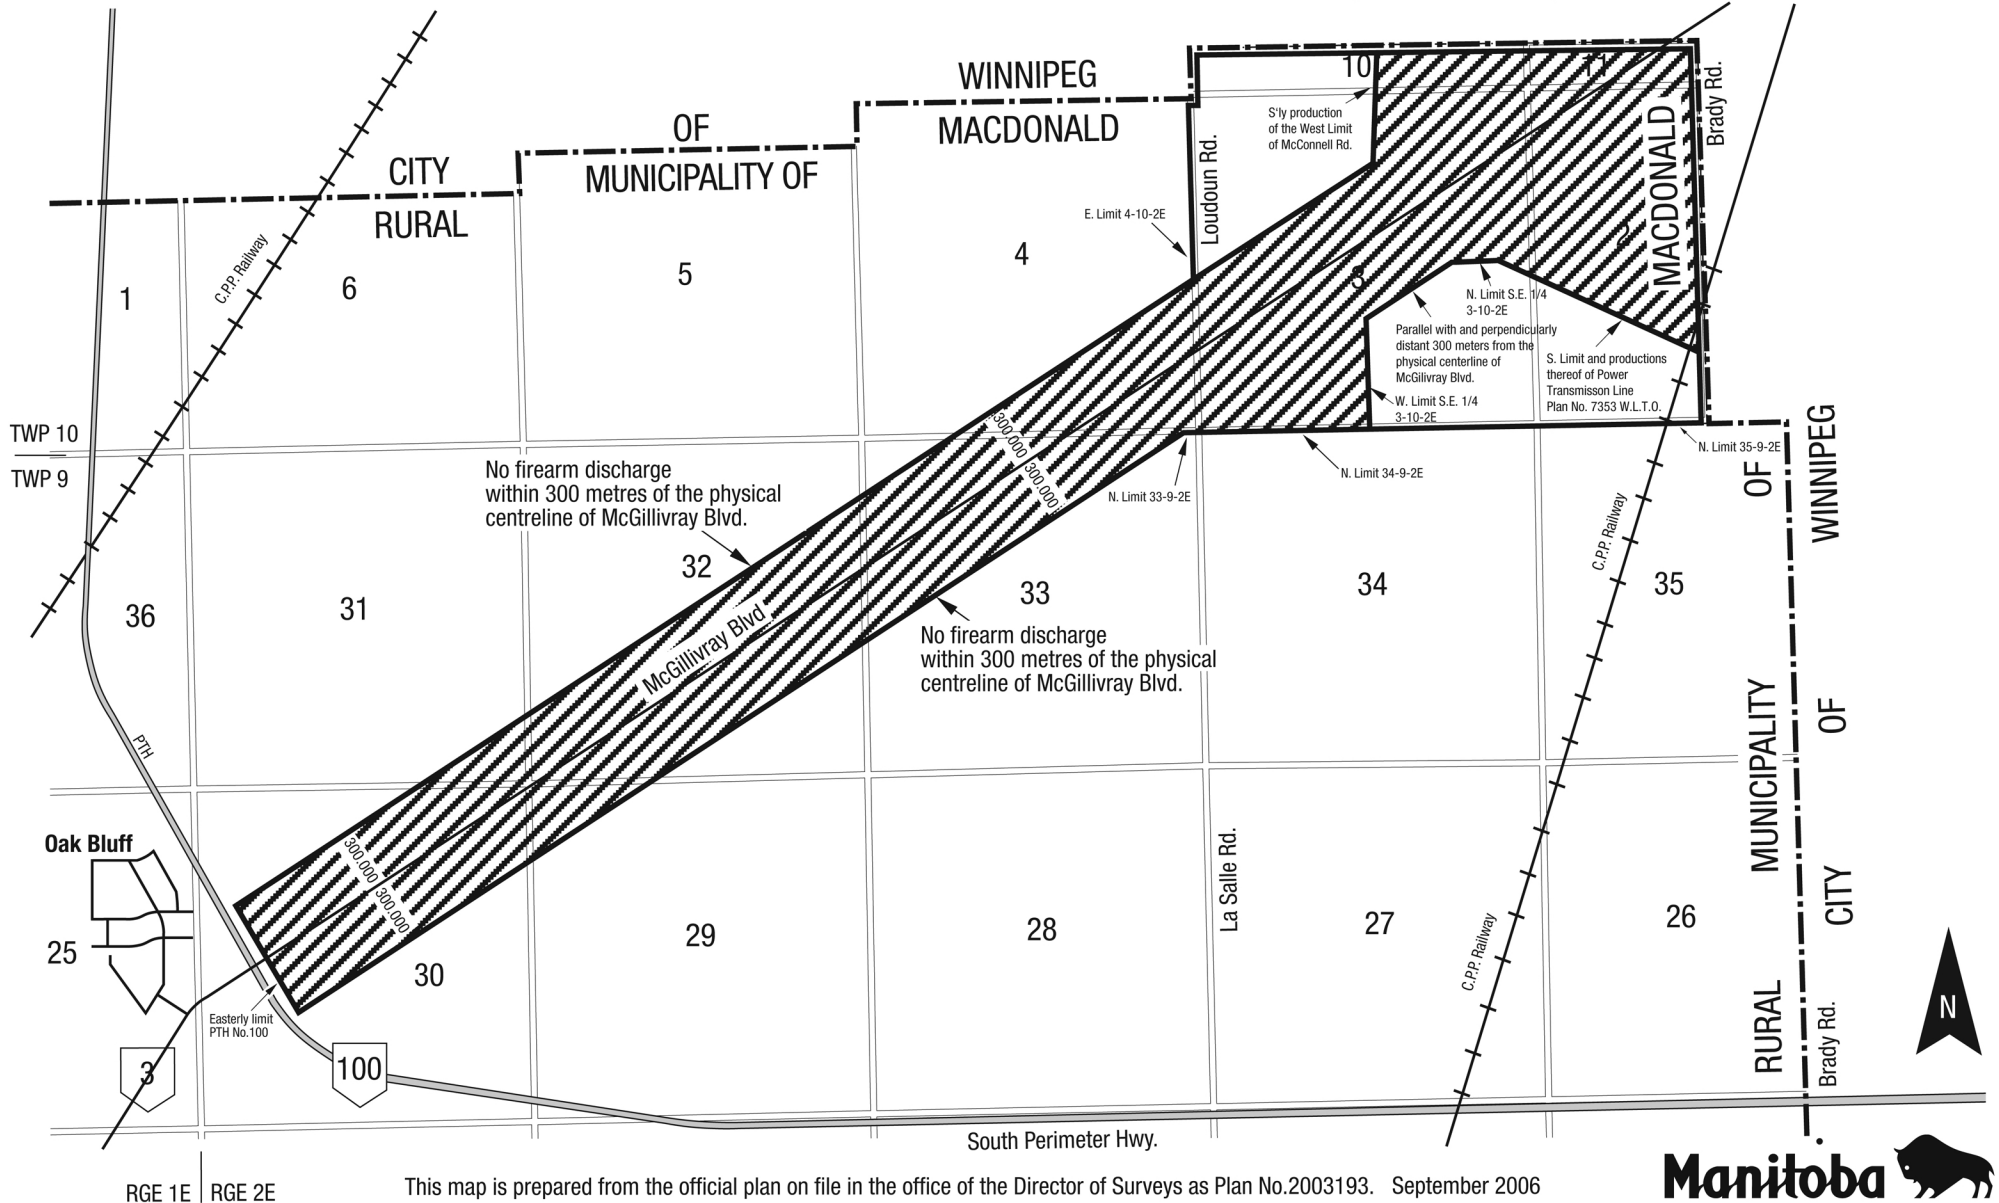 WINNIPEG
MACDONALD
OF
MUNICIPALITY OF
CITY
RURAL
10
11
S'ly production
of the West Limit
of McConnell Rd.
Loudoun Rd.
Brady Rd.
MACDONALD
E. Limit 4-10-2E
C.P.P. Railway
1
6
5
4
3
2
N. Limit S.E. 1/4
3-10-2E
Parallel with and perpendicularly
distant 300 meters from the
physical centerline of
McGilivray Blvd.
S. Limit and productions
thereof of Power
Transmisson Line
Plan No. 7353 W.L.T.O.
W. Limit S.E. 1/4
3-10-2E
TWP 10
TWP 9
300.000
300.000
N. Limit 33-9-2E
N. Limit 34-9-2E
N. Limit 35-9-2E
No firearm discharge
within 300 metres of the physical
centreline of McGillivray Blvd.
OF
WINNIPEG
C.P.P. Railway
36
31
32
33
34
35
McGillivray Blvd
No firearm discharge
within 300 metres of the physical
centreline of McGillivray Blvd.
PTH
MUNICIPALITY
OF
Oak Bluff
300.000
300.000
La Salle Rd.
CITY
C.P.P. Railway
25
30
29
28
27
26
Easterly limit
PTH No.100
3
100
RURAL
Brady Rd.
N
South Perimeter Hwy.
RGE 1E
RGE 2E
This map is prepared from the official plan on file in the office of the Director of Surveys as Plan No.2003193. September 2006
Manitoba